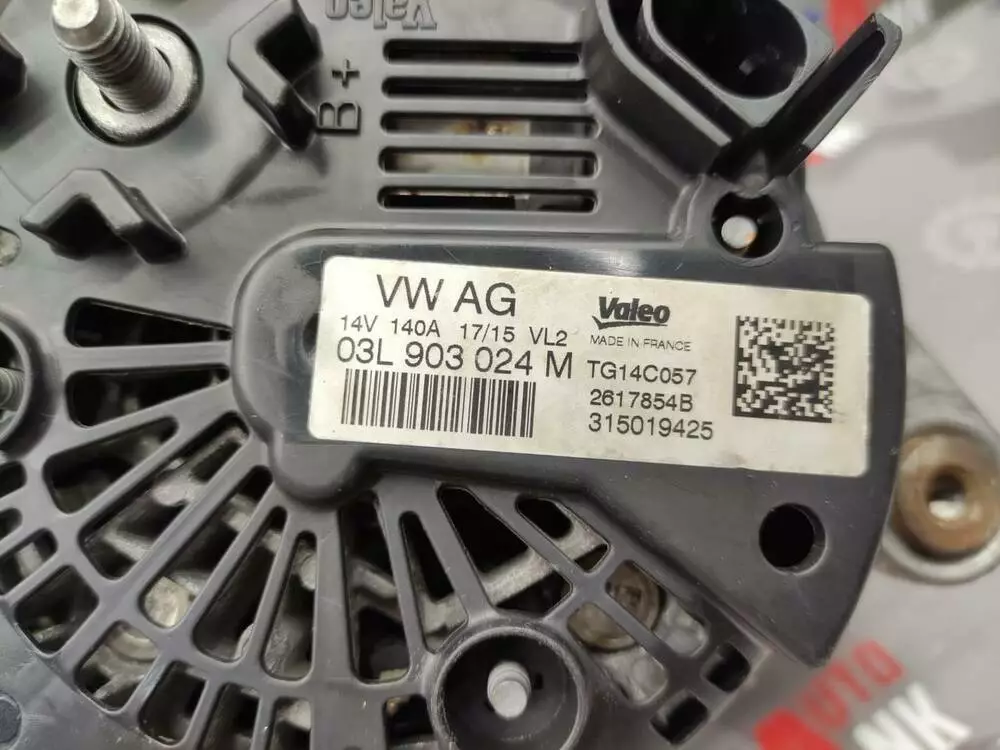 Valeo
B+
VW AG
14V 140A 17/15 VL2
03L 903 024 M
Valeo
MADE IN FRANCE
TG14C057
2617854B
315019425